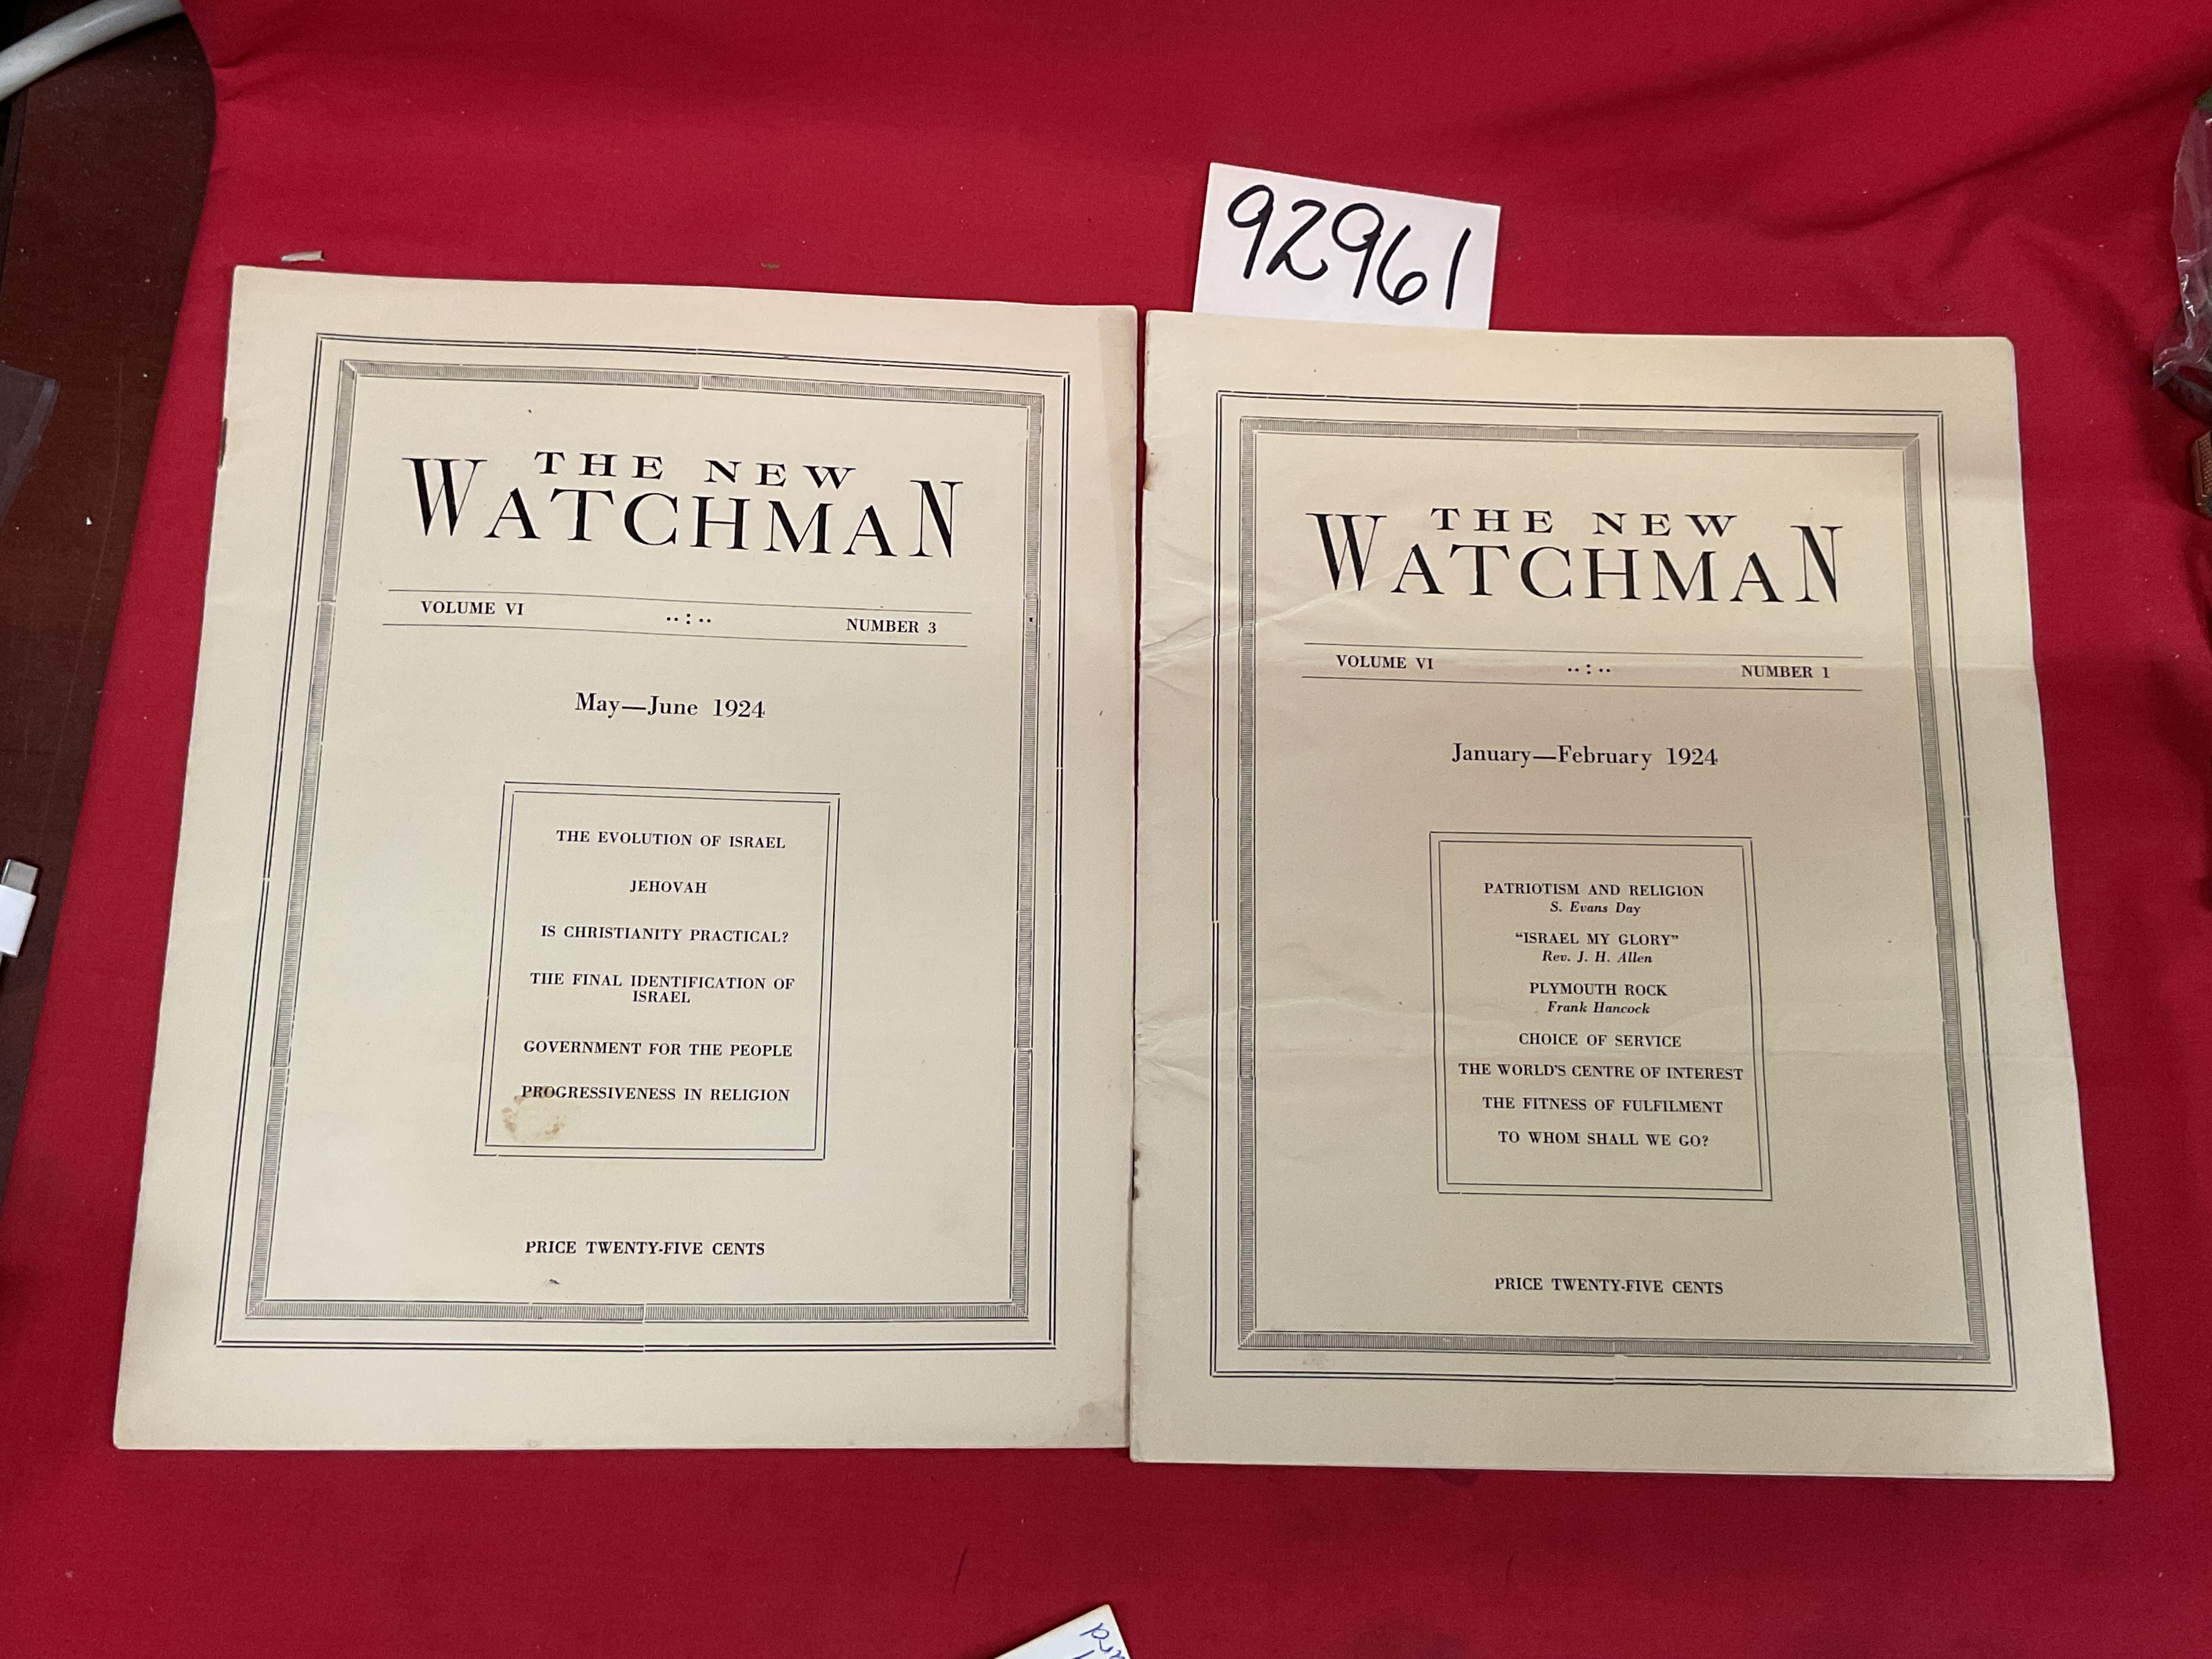 92961
THE NEW
WATCHMAN
VOLUME VI ..:.. NUMBER 3
May—June 1924
THE EVOLUTION OF ISRAEL
JEHOVAH
IS CHRISTIANITY PRACTICAL?
THE FINAL IDENTIFICATION OF
ISRAEL
GOVERNMENT FOR THE PEOPLE
PROGRESSIVENESS IN RELIGION
PRICE TWENTY-FIVE CENTS
THE NEW
WATCHMAN
VOLUME VI ..:.. NUMBER 1
January—February 1924
PATRIOTISM AND RELIGION
S. Evans Day
"ISRAEL MY GLORY"
Rev. J. H. Allen
PLYMOUTH ROCK
Frank Hancock
CHOICE OF SERVICE
THE WORLD'S CENTRE OF INTEREST
THE FITNESS OF FULFILMENT
TO WHOM SHALL WE GO?
PRICE TWENTY-FIVE CENTS